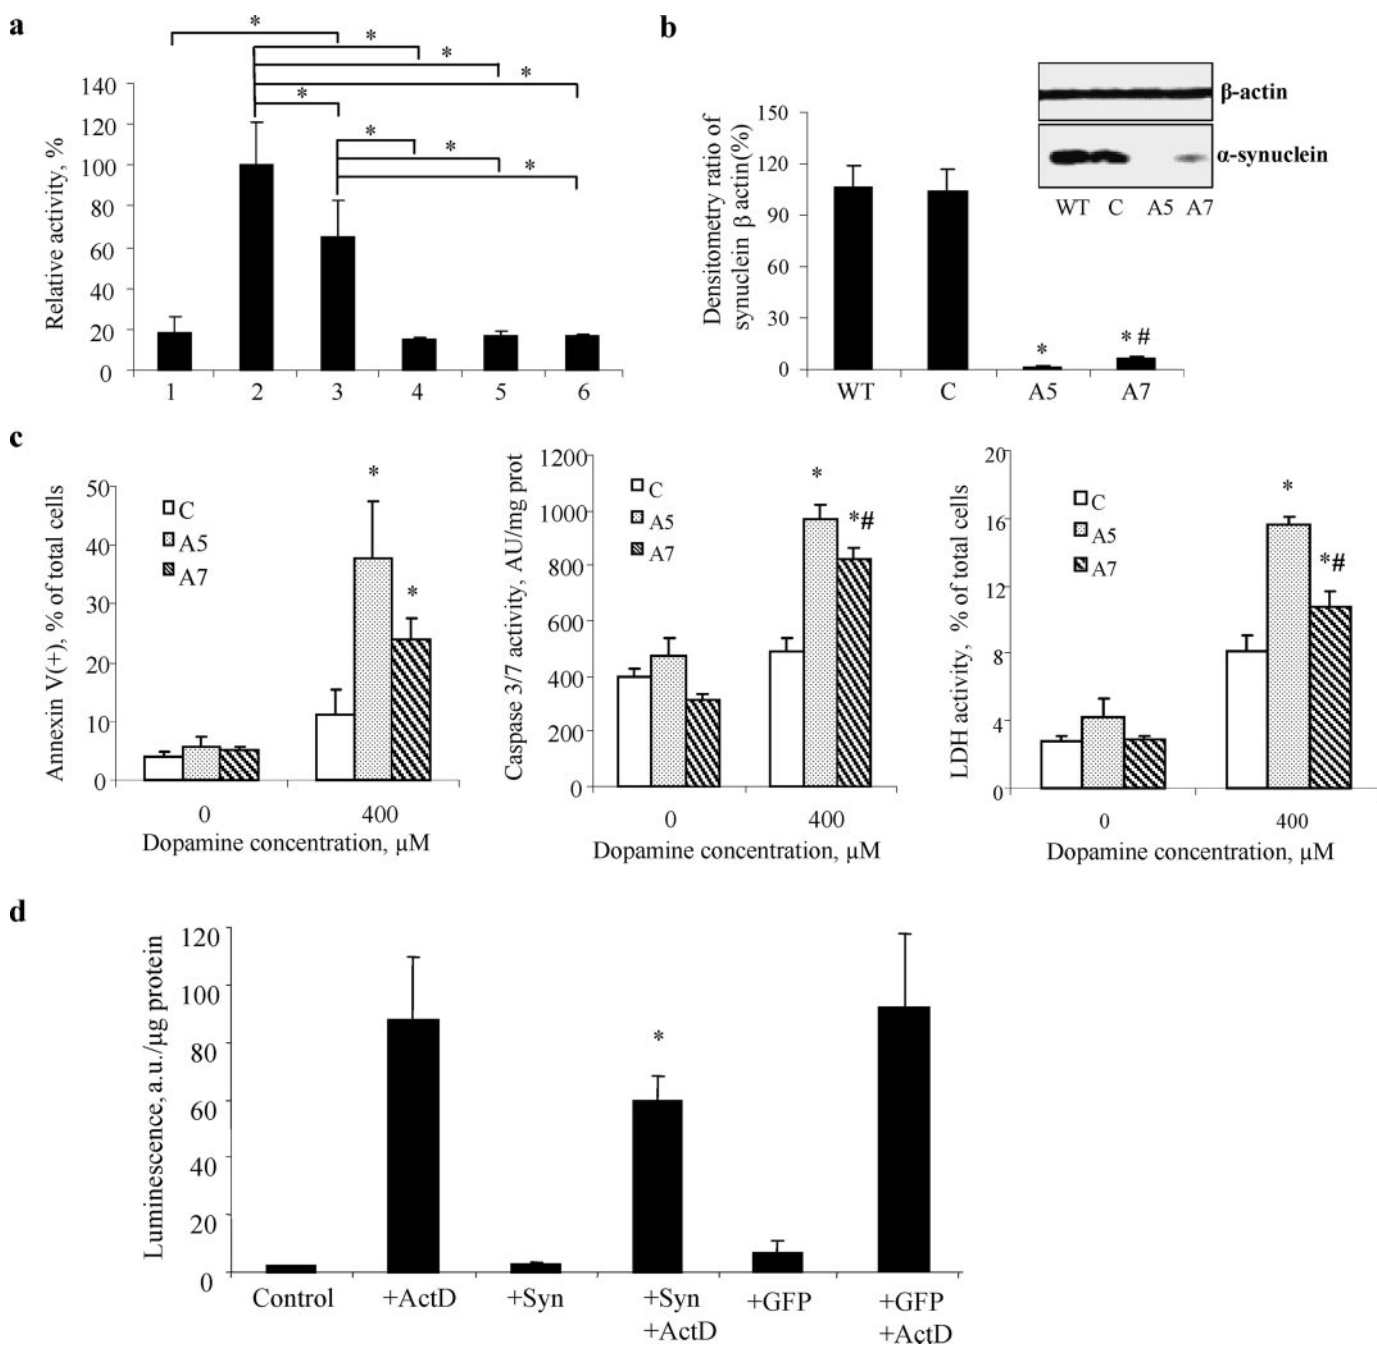 a
*
*
*
*
*
*
*
*
140
120
100
80
60
40
20
0
Relative activity, %
1 2 3 4 5 6
b
150
120
90
60
30
0
Densitometry ratio of
synuclein β actin(%)
*
* #
WT C A5 A7
β-actin
α-synuclein
WT C A5 A7
c
50
40
30
20
10
0
Annexin V(+), % of total cells
C
A5
A7
*
*
0 400
Dopamine concentration, µM
1200
1000
800
600
400
200
0
Caspase 3/7 activity, AU/mg prot
C
A5
A7
*
*#
0 400
Dopamine concentration, µM
20
16
12
8
4
0
LDH activity, % of total cells
C
A5
A7
*
*#
0 400
Dopamine concentration, µM
d
120
100
80
60
40
20
0
Luminescence, a.u./µg protein
*
Control +ActD +Syn +Syn +GFP +GFP
+ActD +ActD